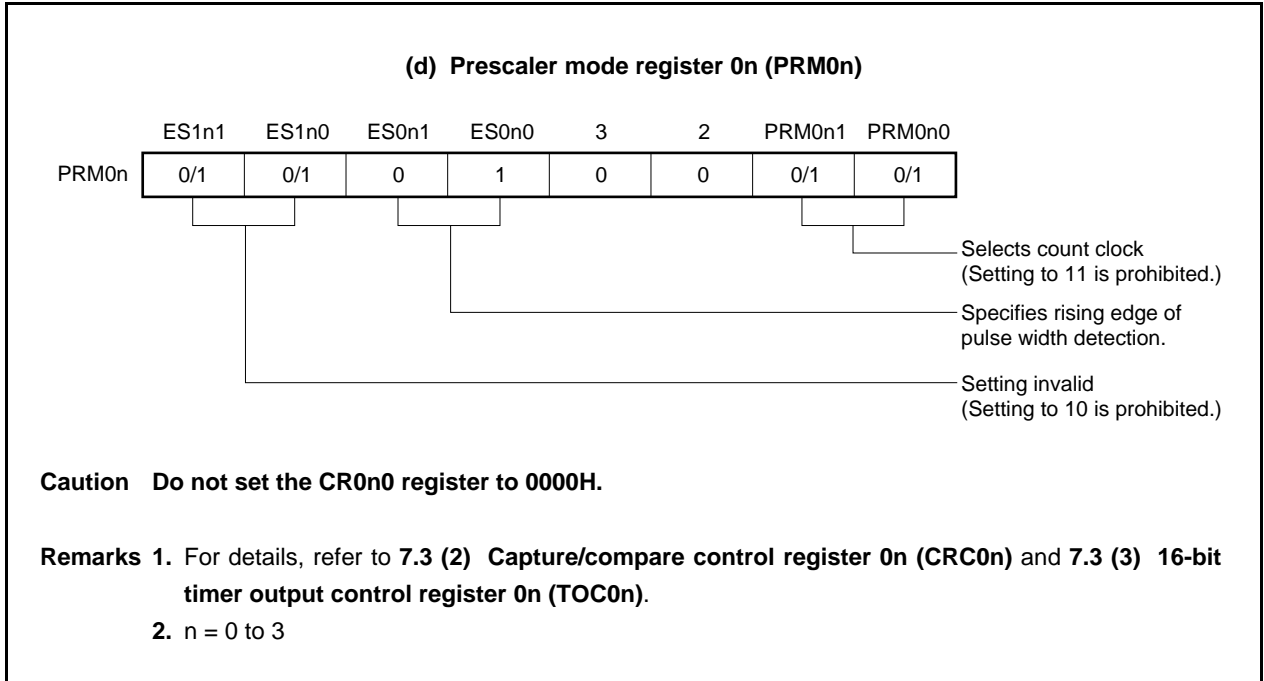 (d) Prescaler mode register 0n (PRM0n)
ES1n1 ES1n0 ES0n1 ES0n0 3 2 PRM0n1 PRM0n0
PRM0n 0/1 0/1 0 1 0 0 0/1 0/1
Selects count clock
(Setting to 11 is prohibited.)
Specifies rising edge of
pulse width detection.
Setting invalid
(Setting to 10 is prohibited.)
Caution Do not set the CR0n0 register to 0000H.
Remarks 1. For details, refer to 7.3 (2) Capture/compare control register 0n (CRC0n) and 7.3 (3) 16-bit
timer output control register 0n (TOC0n).
2. n = 0 to 3